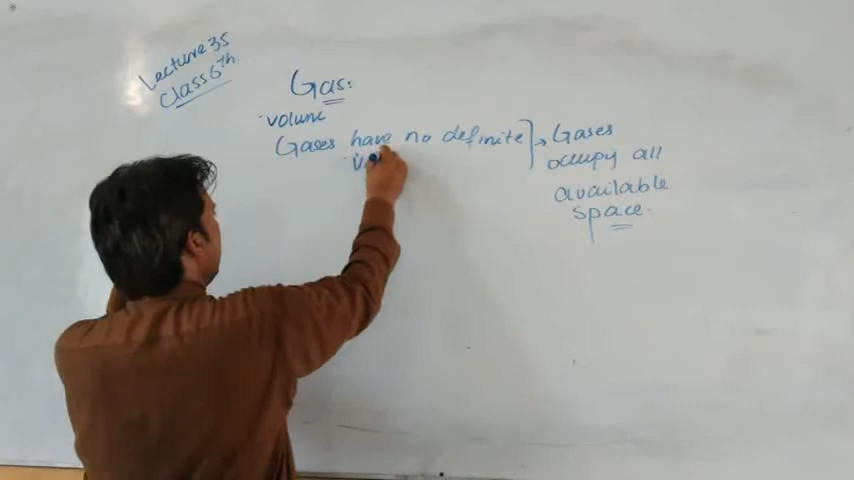 Lecture 35
Class 6th.
Gas:
volume
Gases have no definite
→ Gases
occupy all
available
space.